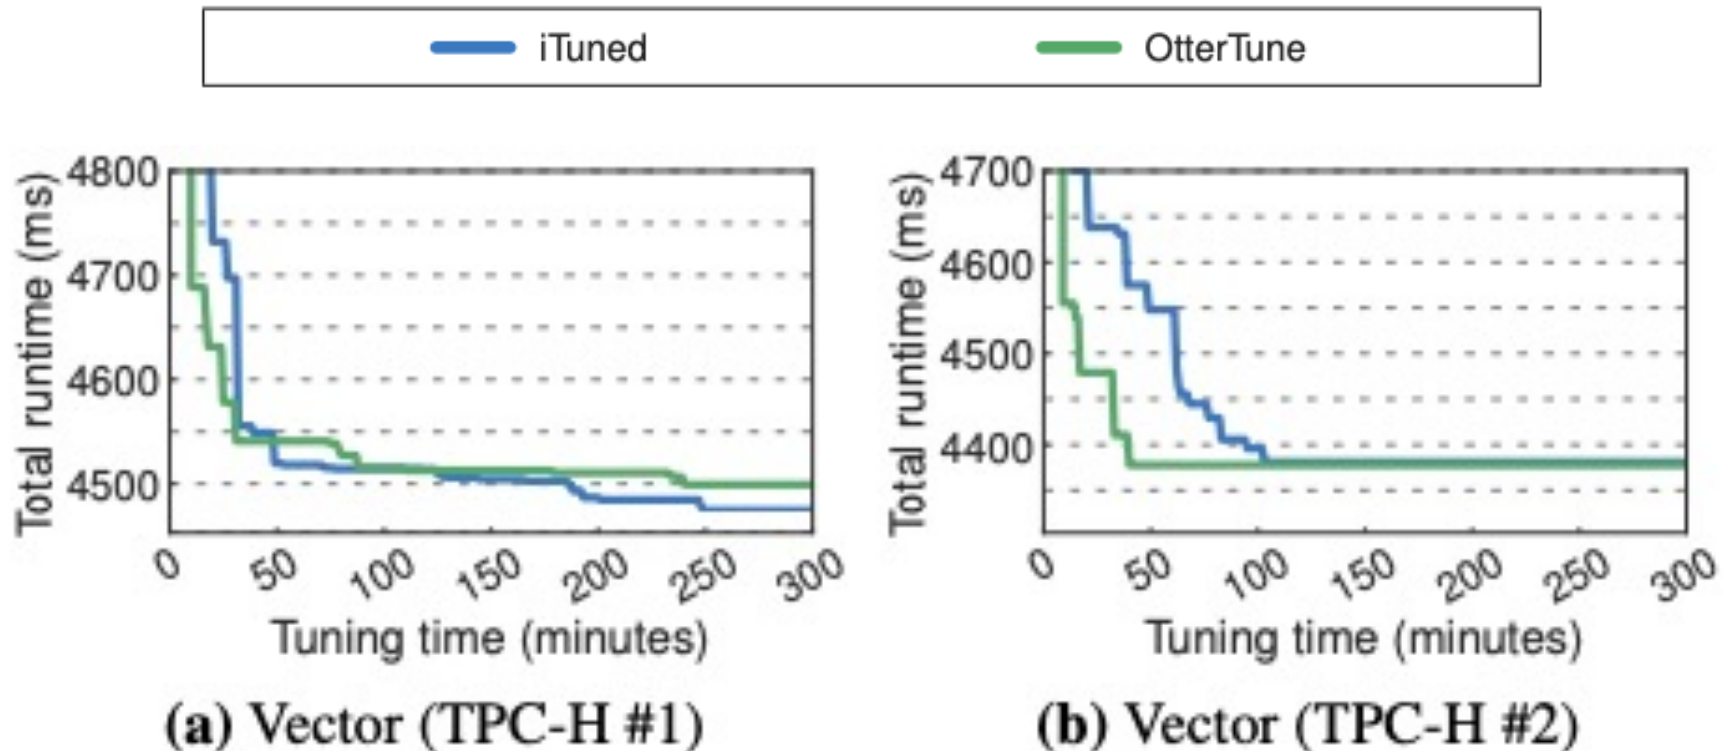 iTuned OtterTune
Total runtime (ms)
4800
4700
4600
4500
0 50 100 150 200 250 300
Tuning time (minutes)
(a) Vector (TPC-H #1)
Total runtime (ms)
4700
4600
4500
4400
0 50 100 150 200 250 300
Tuning time (minutes)
(b) Vector (TPC-H #2)